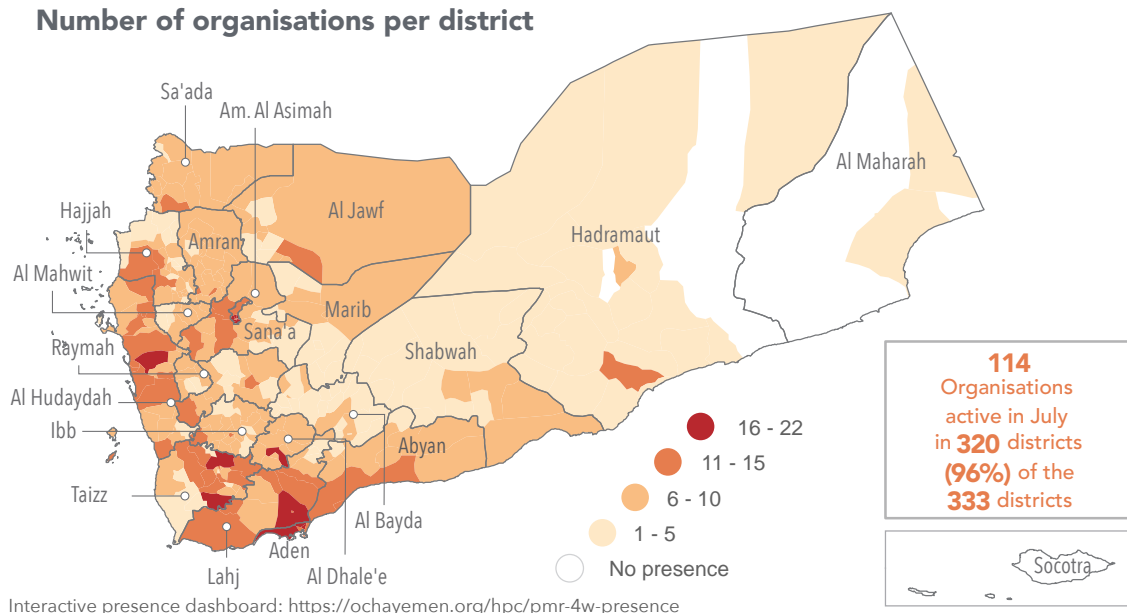 Number of organisations per district
Sa'ada
Am. Al Asimah
Al Maharah
Hajjah
Al Jawf
Amran
Hadramaut
Al Mahwit
Marib
Sana'a
Raymah
Shabwah
114
Organisations
active in July
in 320 districts
(96%) of the
333 districts
Al Hudaydah
Ibb
16 - 22
Abyan
11 - 15
Taizz
6 - 10
Al Bayda
1 - 5
Aden
No presence
Lahj
Al Dhale'e
Socotra
Interactive presence dashboard: https://ochayemen.org/hpc/pmr-4w-presence